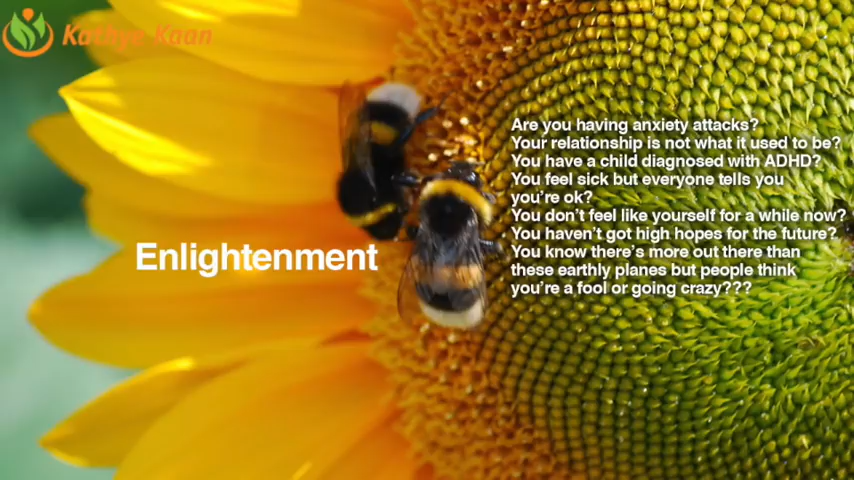 Kathye Kaan
Are you having anxiety attacks?
Your relationship is not what it used to be?
You have a child diagnosed with ADHD?
You feel sick but everyone tells you
you're ok?
You don't feel like yourself for a while now?
You haven't got high hopes for the future?
You know there's more out there than
these earthly planes but people think
you're a fool or going crazy???
Enlightenment